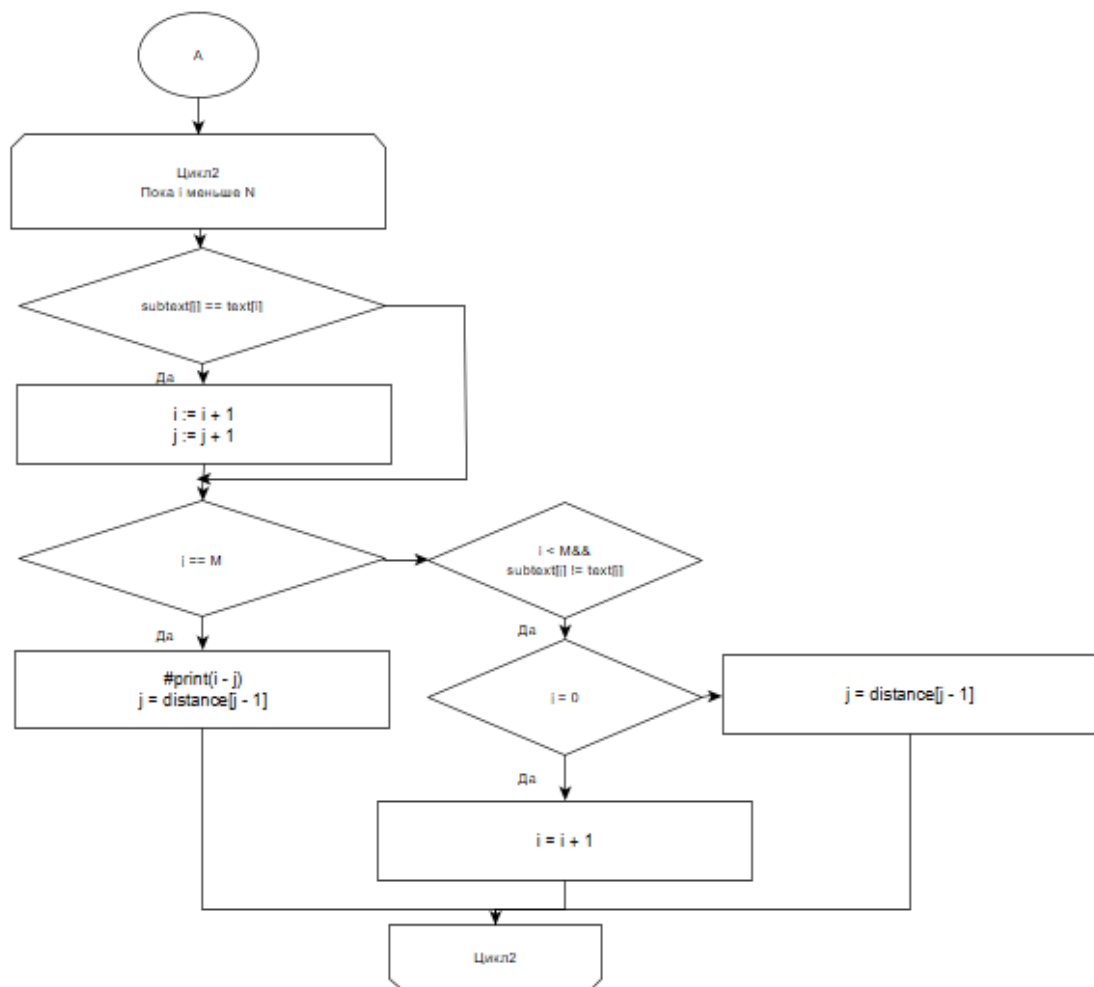 A
Цикл2
Пока i меньше N
subtext[j] == text[i]
Да
i := i + 1
j := j + 1
j == M
i < M&&
subtext[j] != text[i]
Да
Да
#print(i - j)
j = distance[j - 1]
j = 0
j = distance[j - 1]
Да
i = i + 1
Цикл2